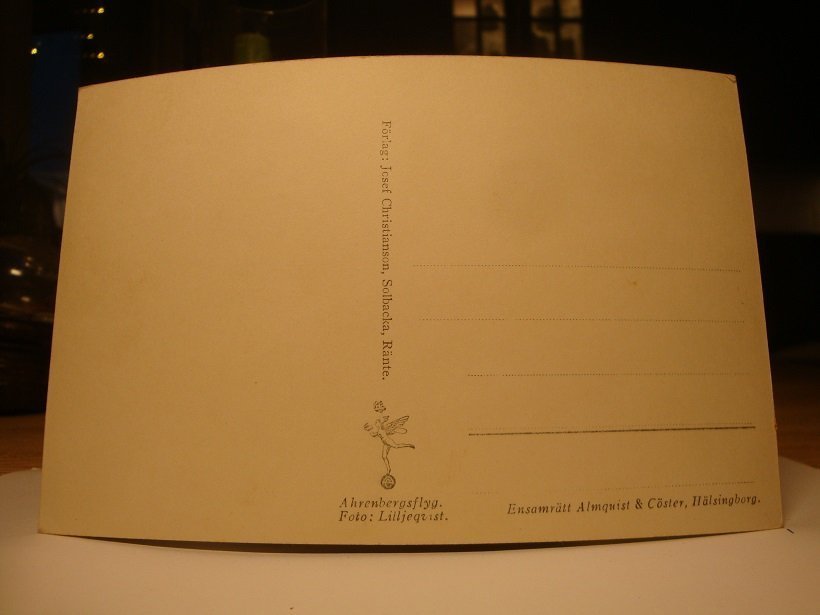 Förlag: Josef Christianson, Solbacka, Ränte.
Ahrenbergsflyg.
Foto: Lilljeqvist.
Ensamrätt Almquist & Cöster, Hälsingborg.